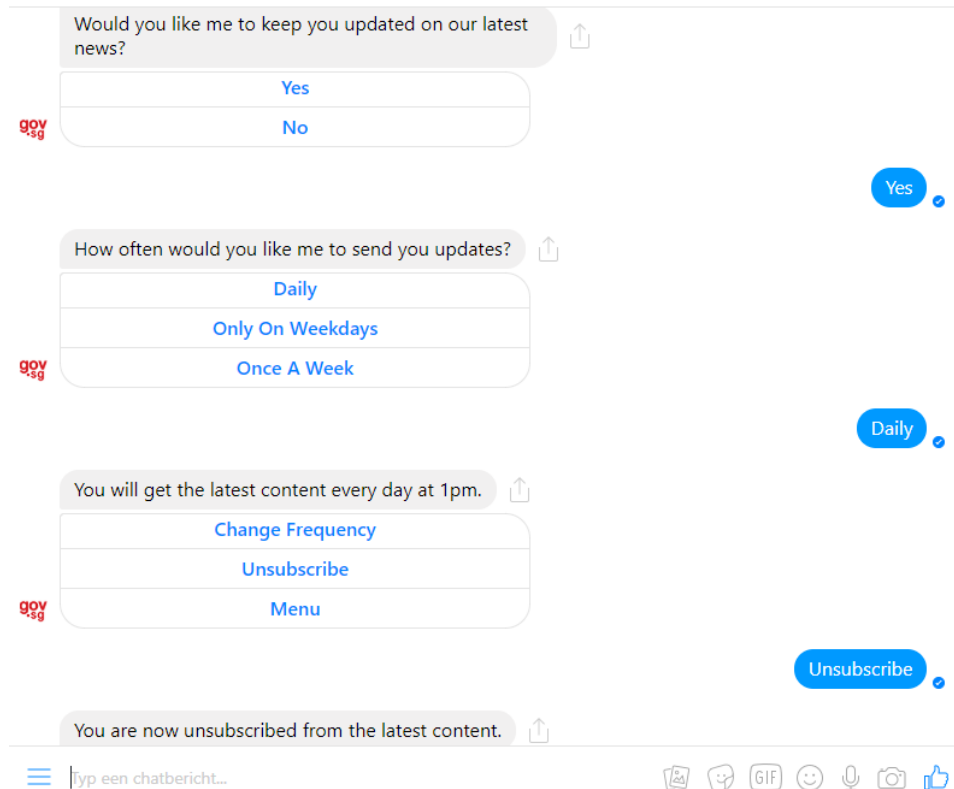 Would you like me to keep you updated on our latest
news?
Yes
No
gov
.sg
Yes
How often would you like me to send you updates?
Daily
Only On Weekdays
Once A Week
gov
.sg
Daily
You will get the latest content every day at 1pm.
Change Frequency
Unsubscribe
Menu
gov
.sg
Unsubscribe
You are now unsubscribed from the latest content.
Typ een chatbericht...
GIF